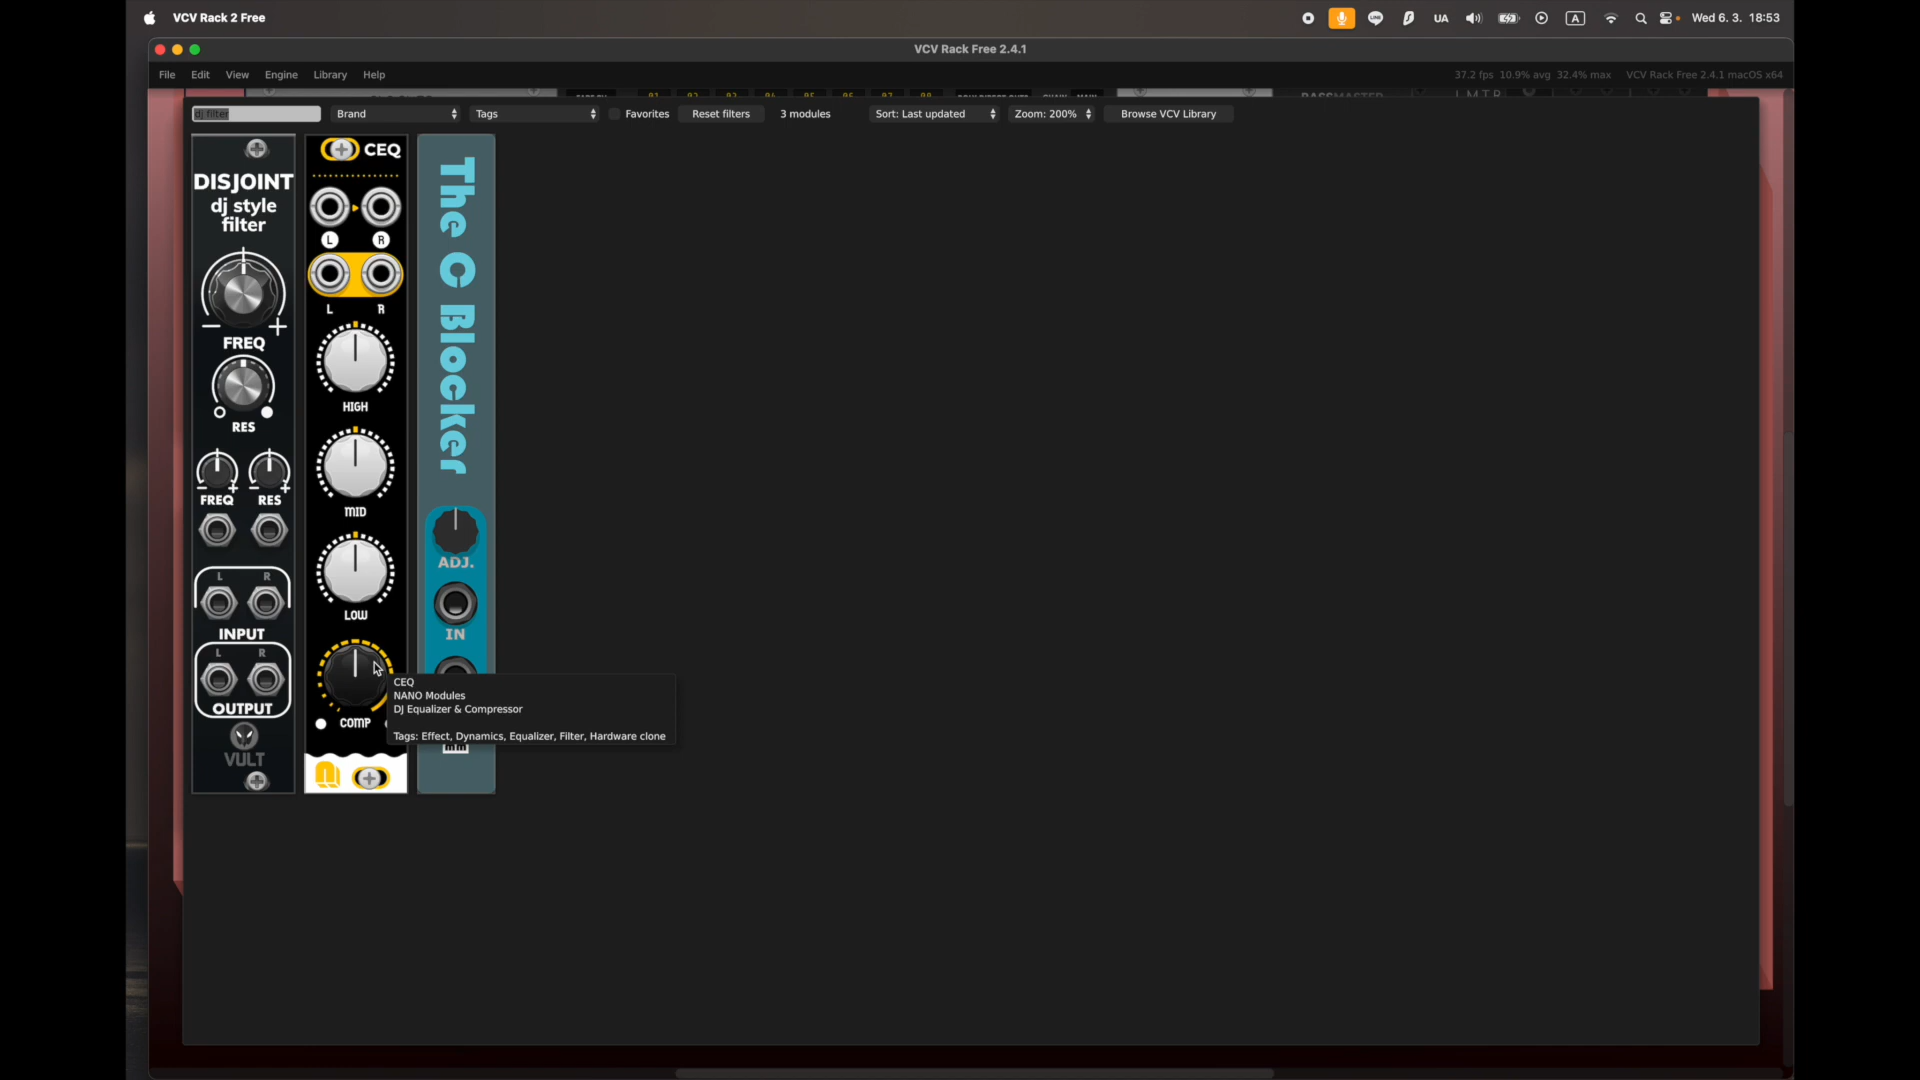 VCV Rack 2 Free
UA
A
Wed 6. 3. 18:53
VCV Rack Free 2.4.1
File Edit View Engine Library Help
37.2 fps 10.9% avg 32.4% max VCV Rack Free 2.4.1 macOS x64
dj filter
Brand
Tags
Favorites
Reset filters
3 modules
Sort: Last updated
Zoom: 200%
Browse VCV Library
DISJOINT
dj style
filter
FREQ
RES
FREQ RES
L R
INPUT
L R
OUTPUT
VULT
CEQ
L R
L R
HIGH
MID
LOW
COMP
The C Blocker
ADJ.
IN
CEQ
NANO Modules
DJ Equalizer & Compressor
Tags: Effect, Dynamics, Equalizer, Filter, Hardware clone